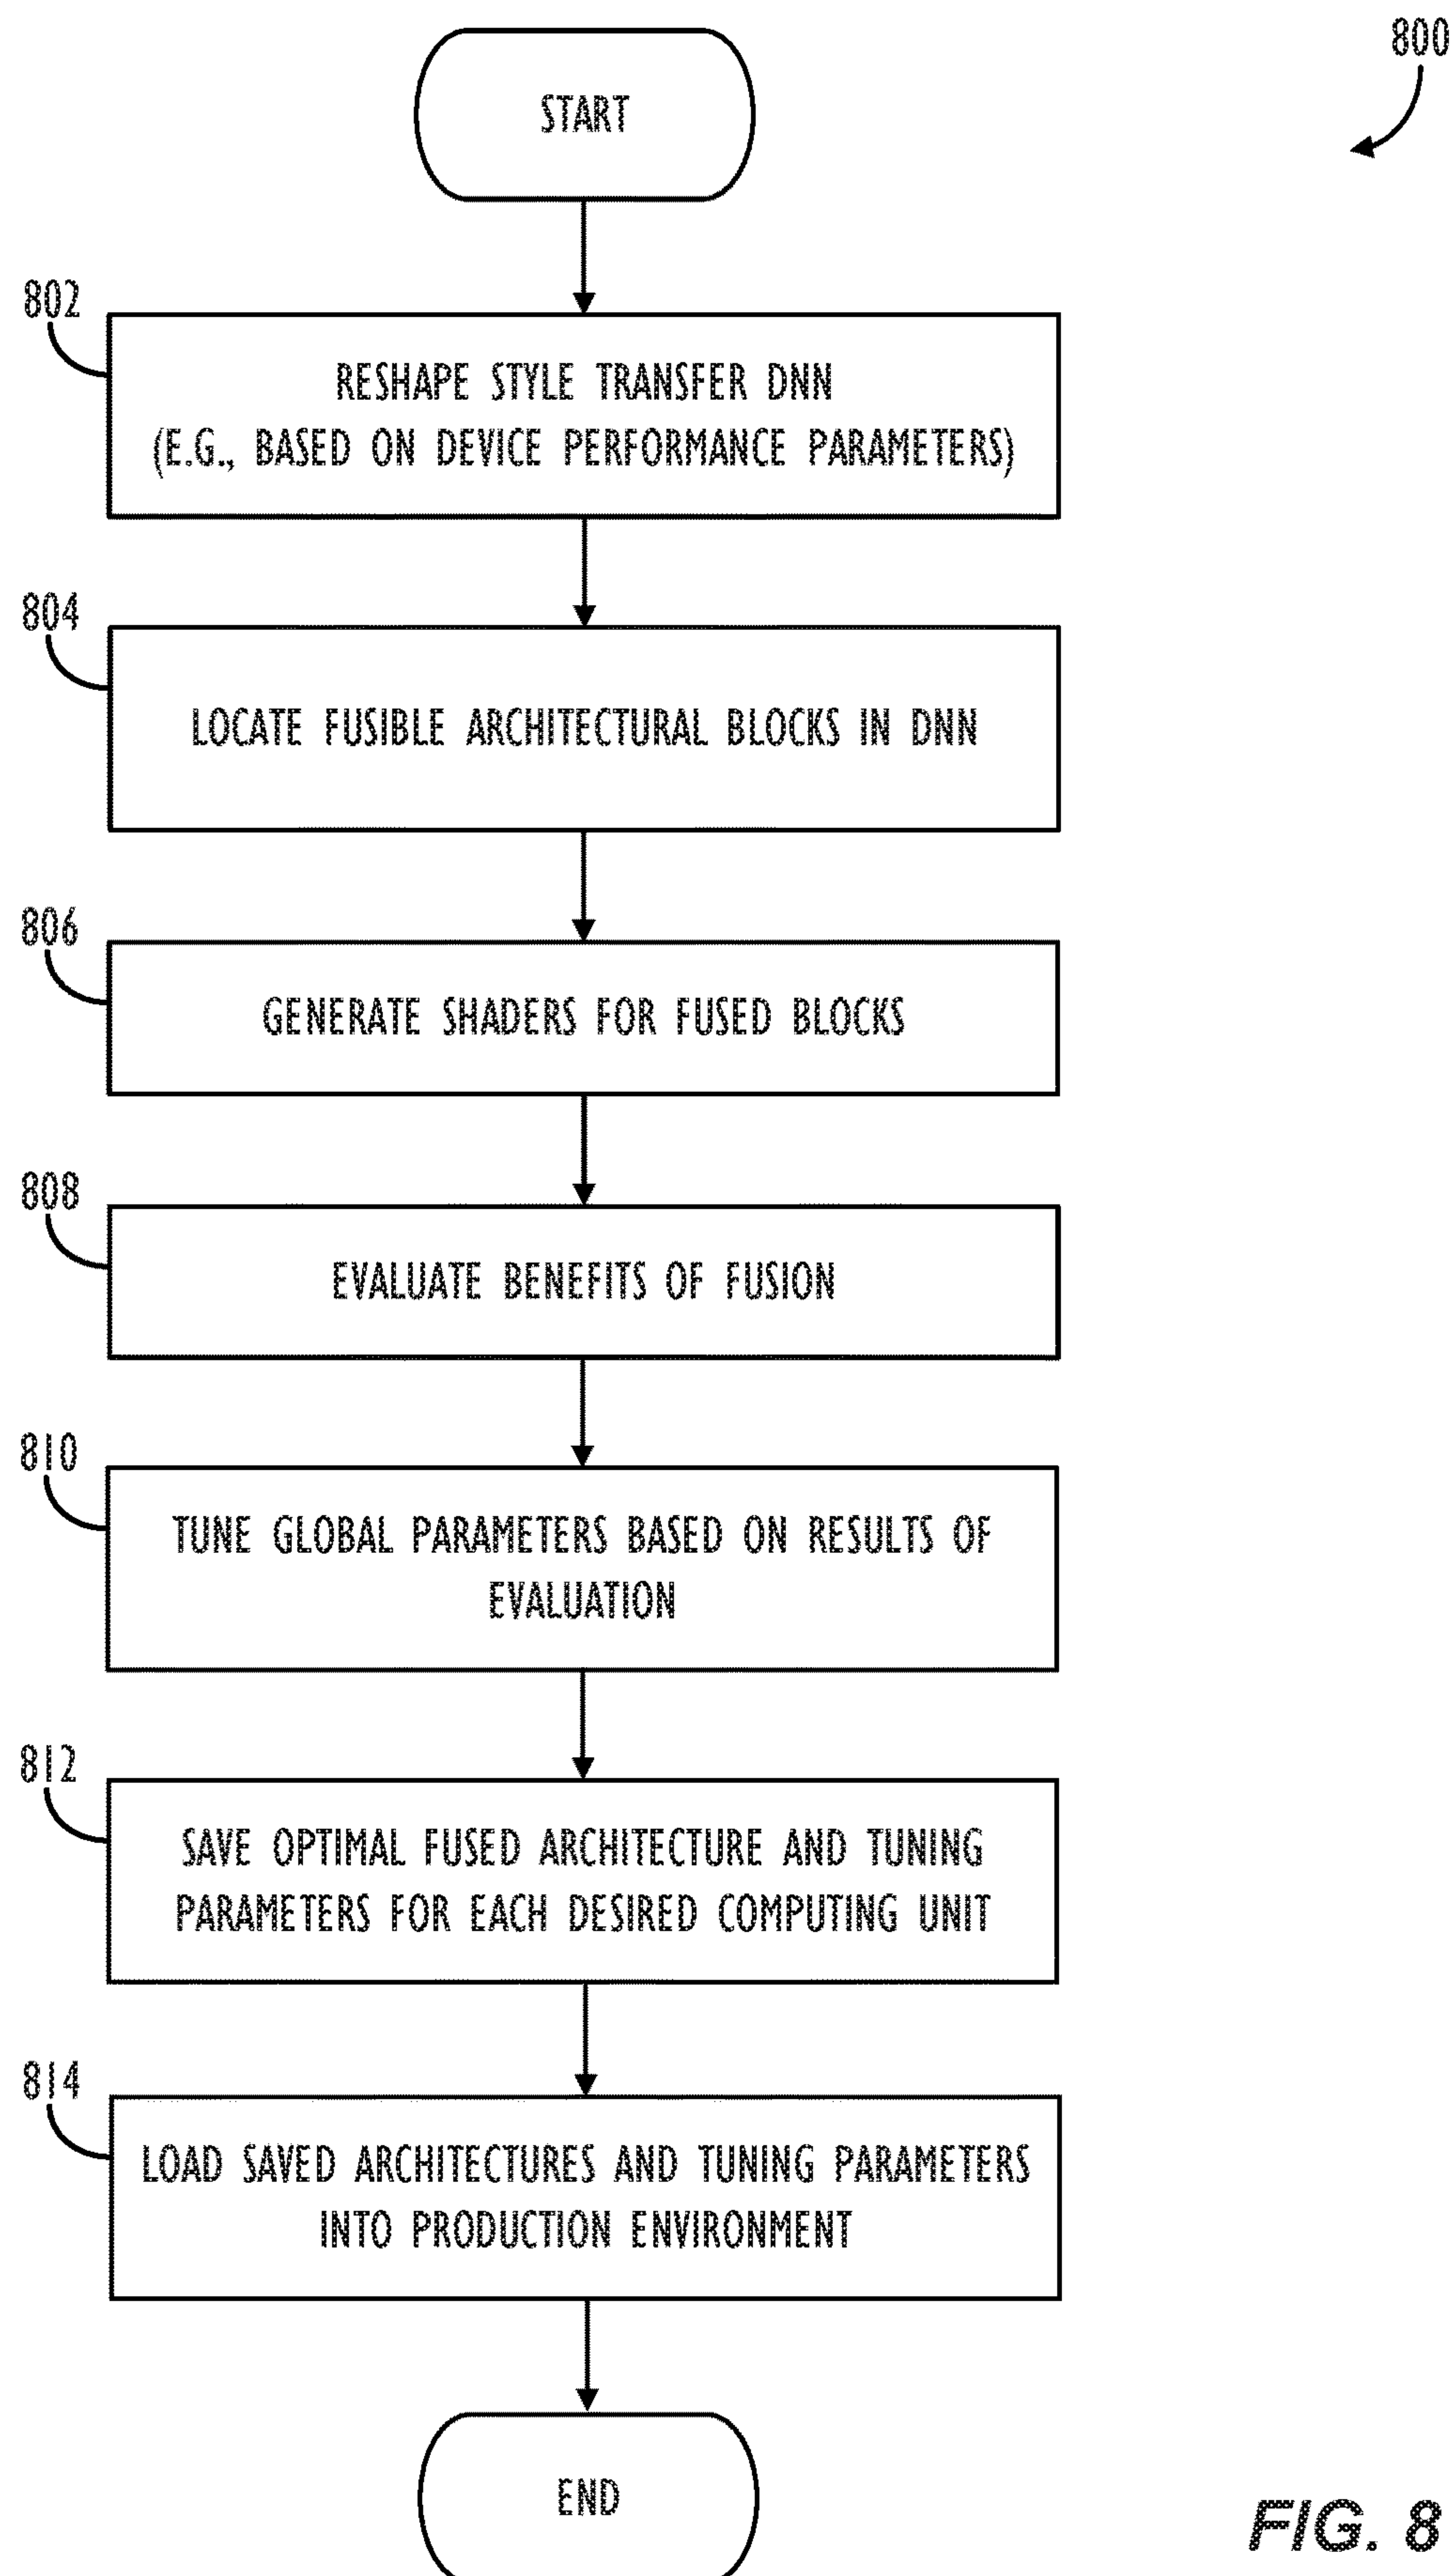 800
START
802
RESHAPE STYLE TRANSFER DNN
(E.G., BASED ON DEVICE PERFORMANCE PARAMETERS)
804
LOCATE FUSIBLE ARCHITECTURAL BLOCKS IN DNN
806
GENERATE SHADERS FOR FUSED BLOCKS
808
EVALUATE BENEFITS OF FUSION
810
TUNE GLOBAL PARAMETERS BASED ON RESULTS OF
EVALUATION
812
SAVE OPTIMAL FUSED ARCHITECTURE AND TUNING
PARAMETERS FOR EACH DESIRED COMPUTING UNIT
814
LOAD SAVED ARCHITECTURES AND TUNING PARAMETERS
INTO PRODUCTION ENVIRONMENT
END
FIG. 8